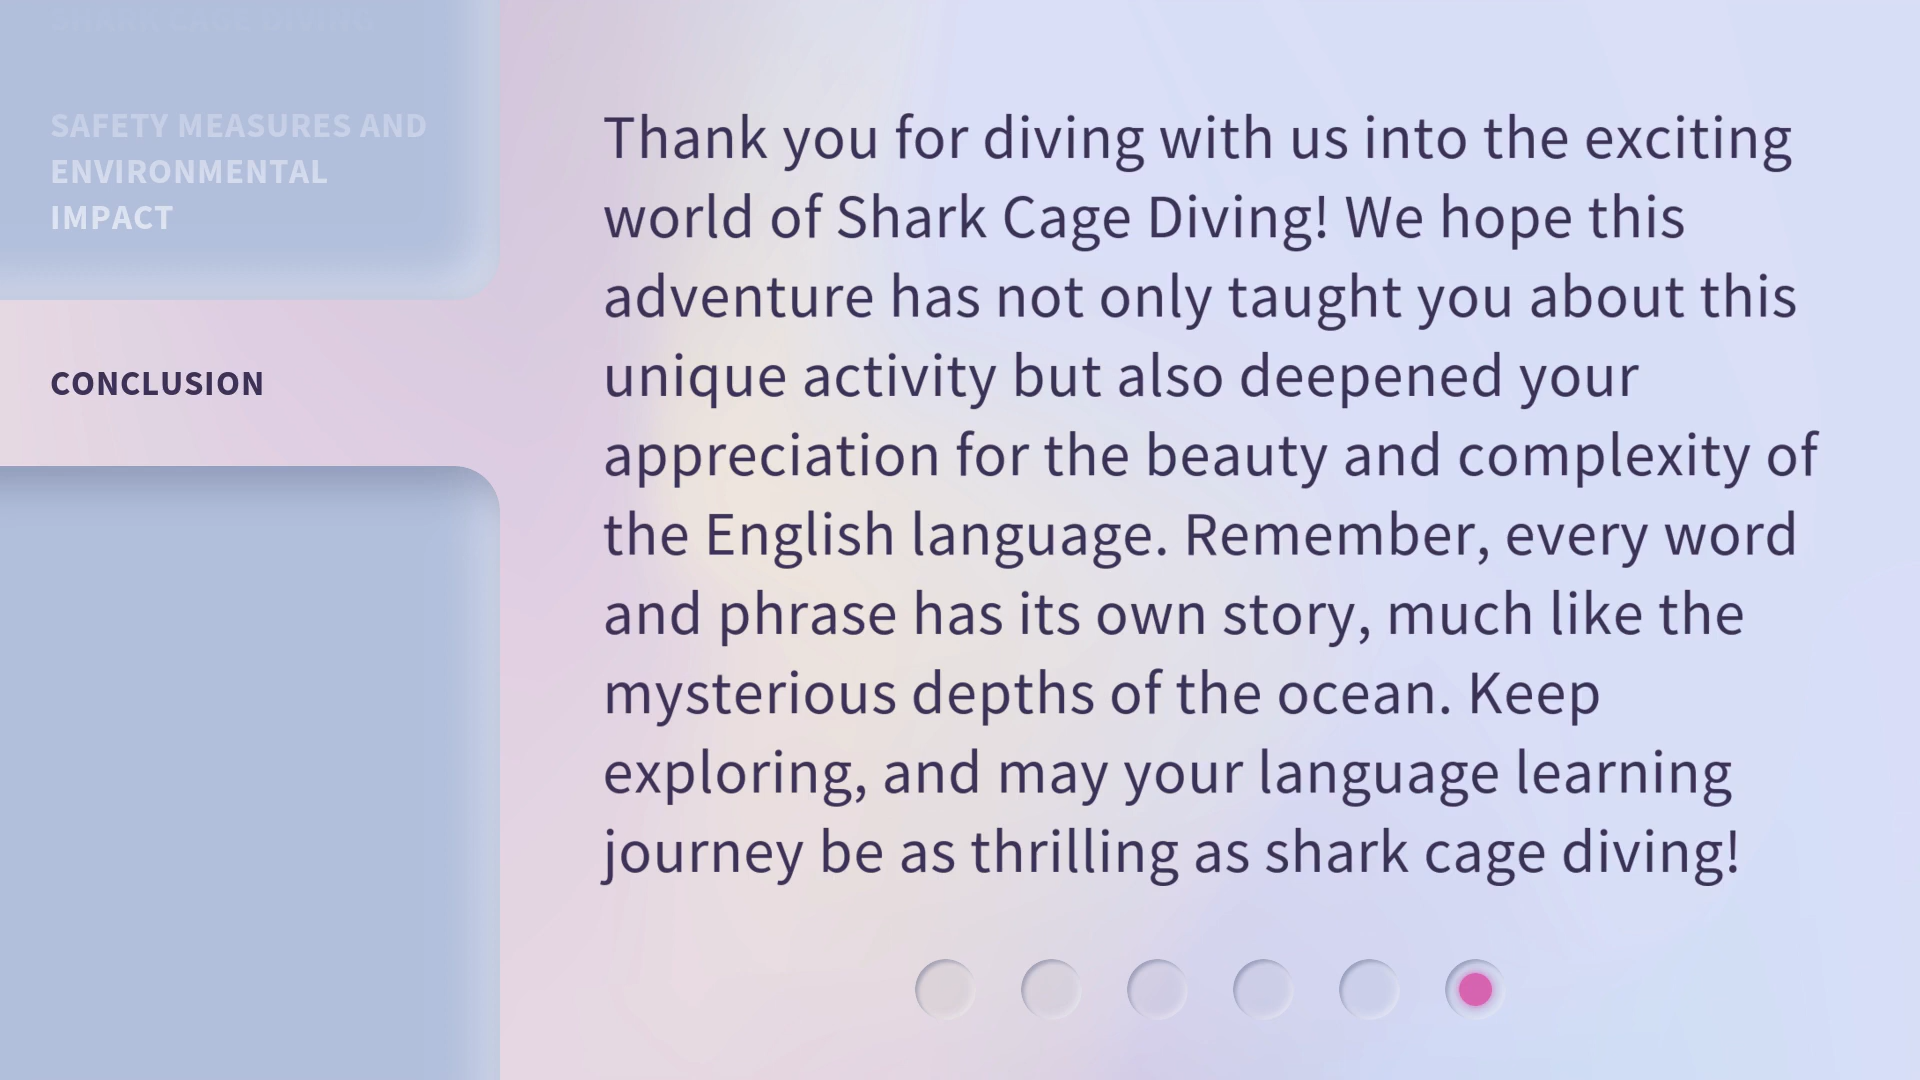 SHARK CAGE DIVING
SAFETY MEASURES AND
ENVIRONMENTAL
IMPACT
CONCLUSION
Thank you for diving with us into the exciting
world of Shark Cage Diving! We hope this
adventure has not only taught you about this
unique activity but also deepened your
appreciation for the beauty and complexity of
the English language. Remember, every word
and phrase has its own story, much like the
mysterious depths of the ocean. Keep
exploring, and may your language learning
journey be as thrilling as shark cage diving!